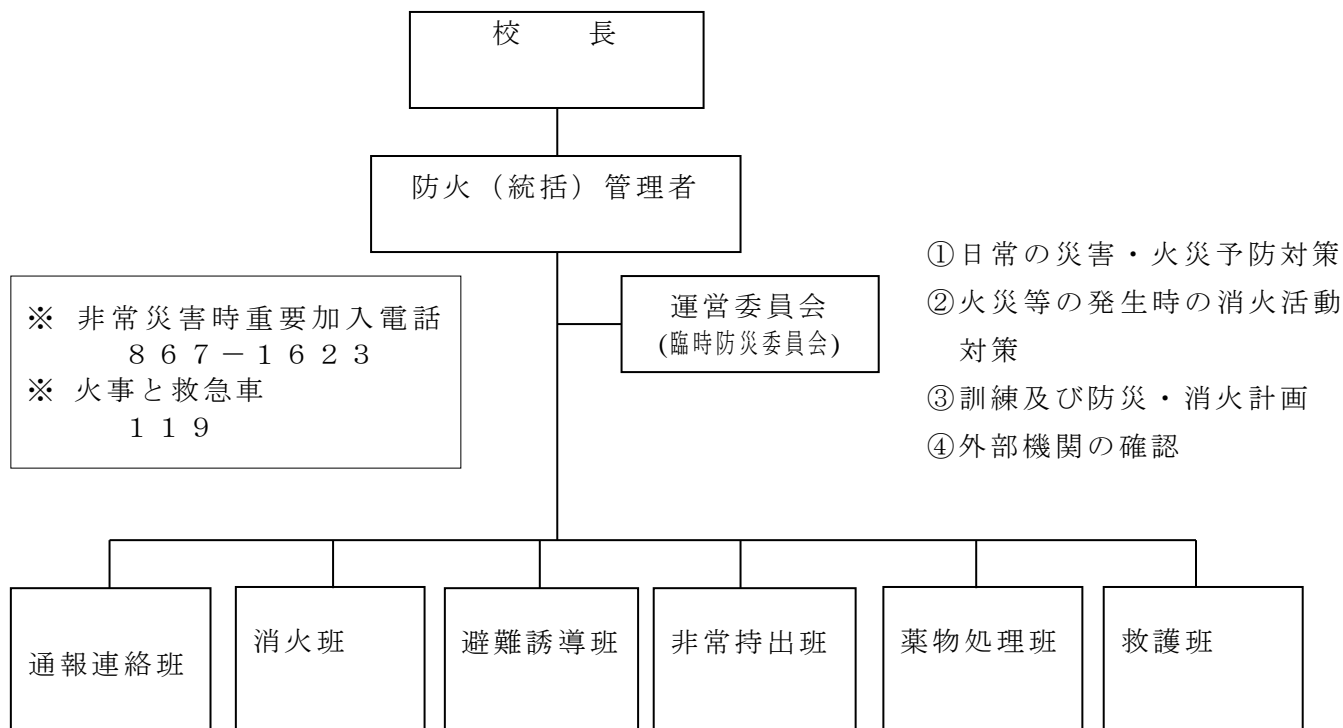 校　　長
防火（統括）管理者
運営委員会
(臨時防災委員会)
①日常の災害・火災予防対策
②火災等の発生時の消火活動
対策
③訓練及び防災・消火計画
④外部機関の確認
※ 非常災害時重要加入電話
８６７－１６２３
※ 火事と救急車
１１９
通報連絡班
消火班
避難誘導班
非常持出班
薬物処理班
救護班